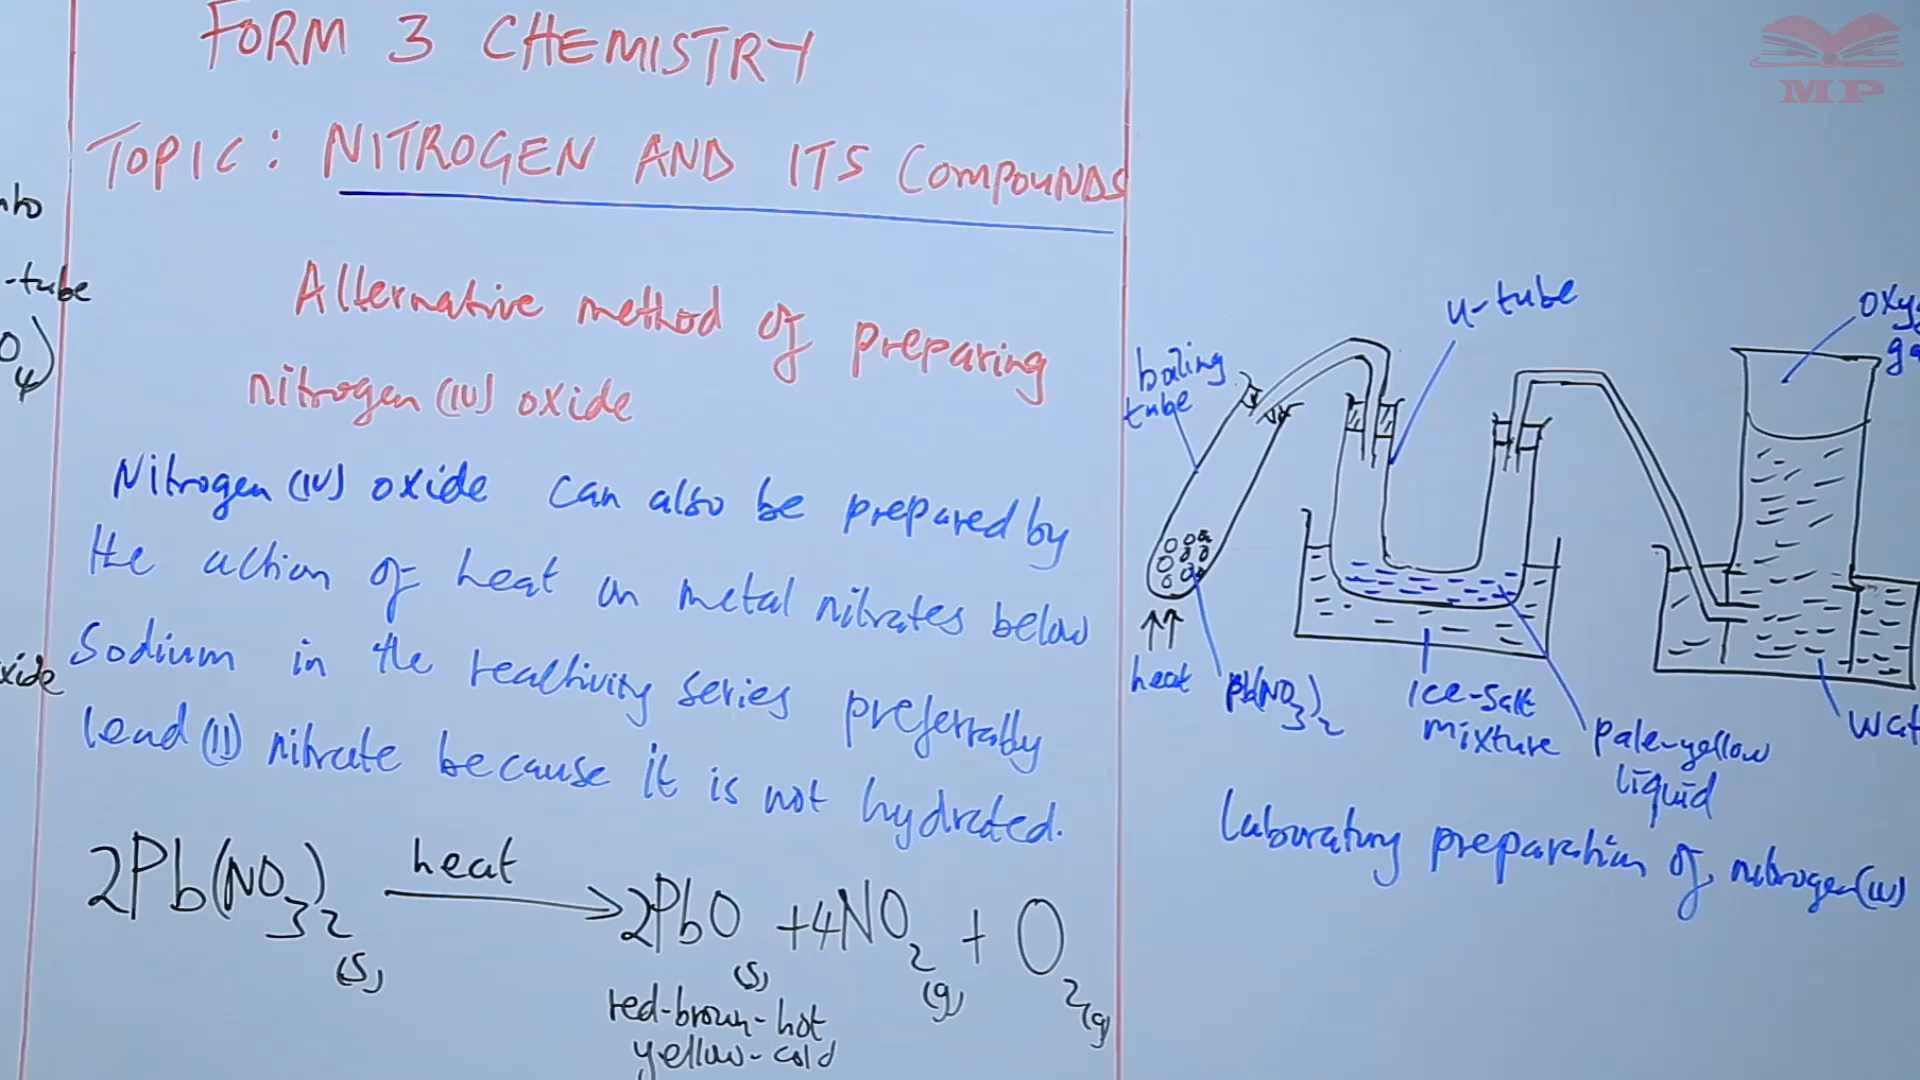 FORM 3 CHEMISTRY
TOPIC: NITROGEN AND ITS COMPOUNDS
Alternative method of preparing
nitrogen (IV) oxide
Nitrogen (IV) oxide can also be prepared by
the action of heat on metal nitrates below
Sodium in the reactivity series preferrably
lead (II) nitrate because it is not hydrated.
2Pb(NO3)2(s) heat → 2PbO(s) + 4NO2(g) + O2(g)
red-brown-hot
yellow-cold
-tube
O4)
MP
u-tube
boiling
tube
heat
Pb(NO3)2
ice-salt
mixture
pale-yellow
liquid
Laboratory preparation of nitrogen (IV)